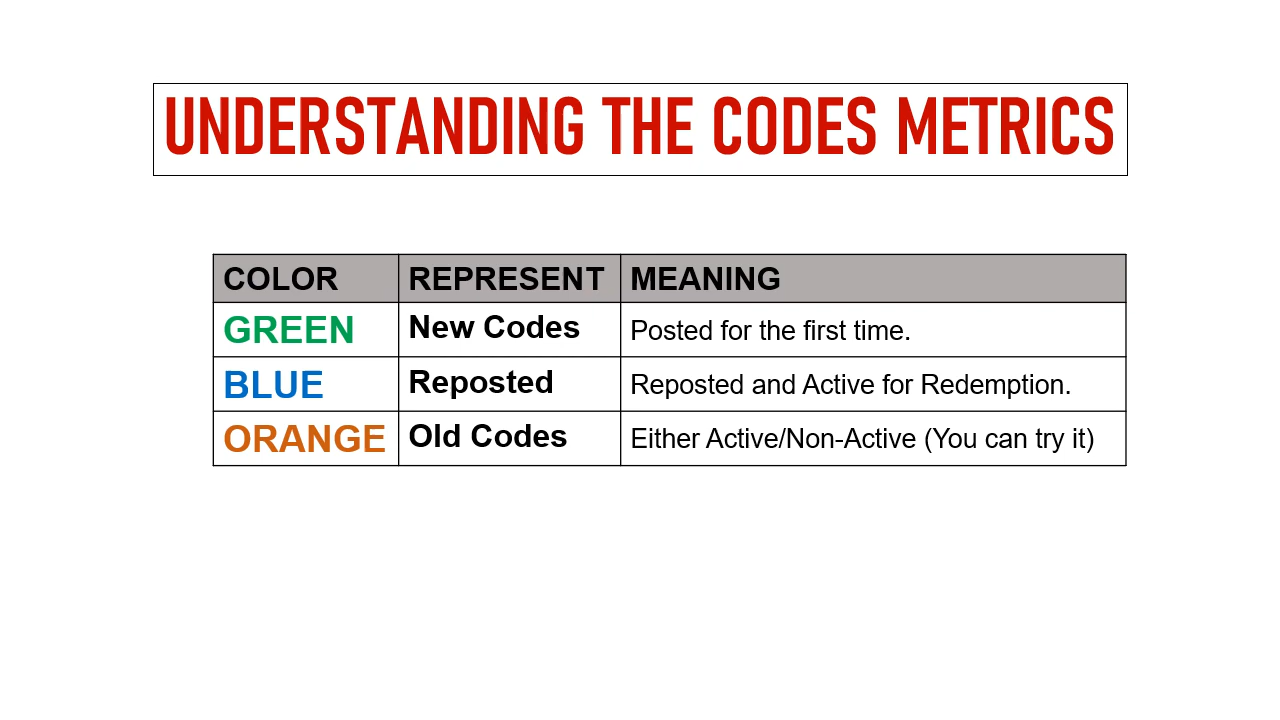 UNDERSTANDING THE CODES METRICS
COLOR REPRESENT MEANING
GREEN New Codes Posted for the first time.
BLUE Reposted Reposted and Active for Redemption.
ORANGE Old Codes Either Active/Non-Active (You can try it)